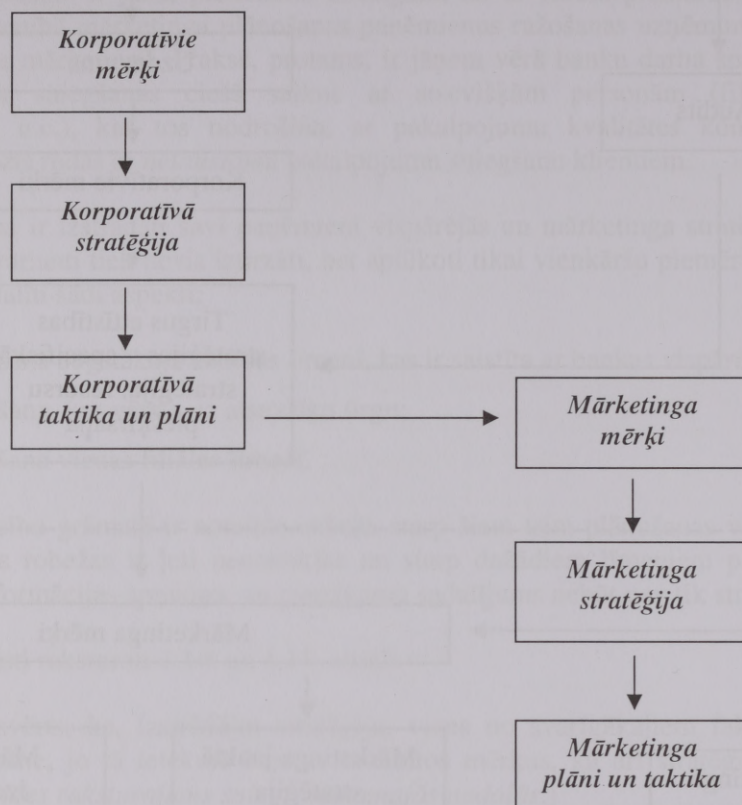 Korporatīvie
mērķi
Korporatīvā
stratēģija
Korporatīvā
taktika un plāni
Mārketinga
mērķi
Mārketinga
stratēģija
Mārketinga
plāni un taktika